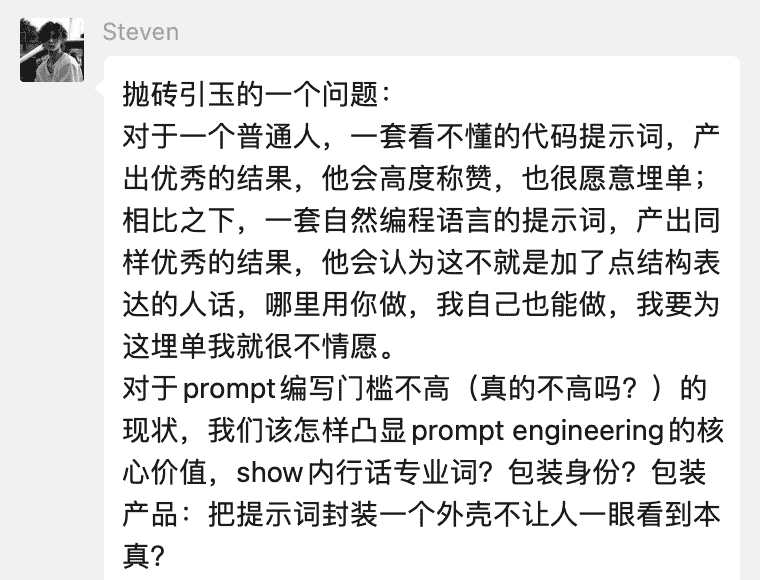 Steven
抛砖引玉的一个问题：
对于一个普通人，一套看不懂的代码提示词，产
出优秀的结果，他会高度称赞，也很愿意埋单；
相比之下，一套自然编程语言的提示词，产出同
样优秀的结果，他会认为这不就是加了点结构表
达的人话，哪里用你做，我自己也能做，我要为
这埋单我就很不情愿。
对于prompt编写门槛不高（真的不高吗？）的
现状，我们该怎样凸显prompt engineering的核
心价值，show内行话专业词？包装身份？包装
产品：把提示词封装一个外壳不让人一眼看到本
真？